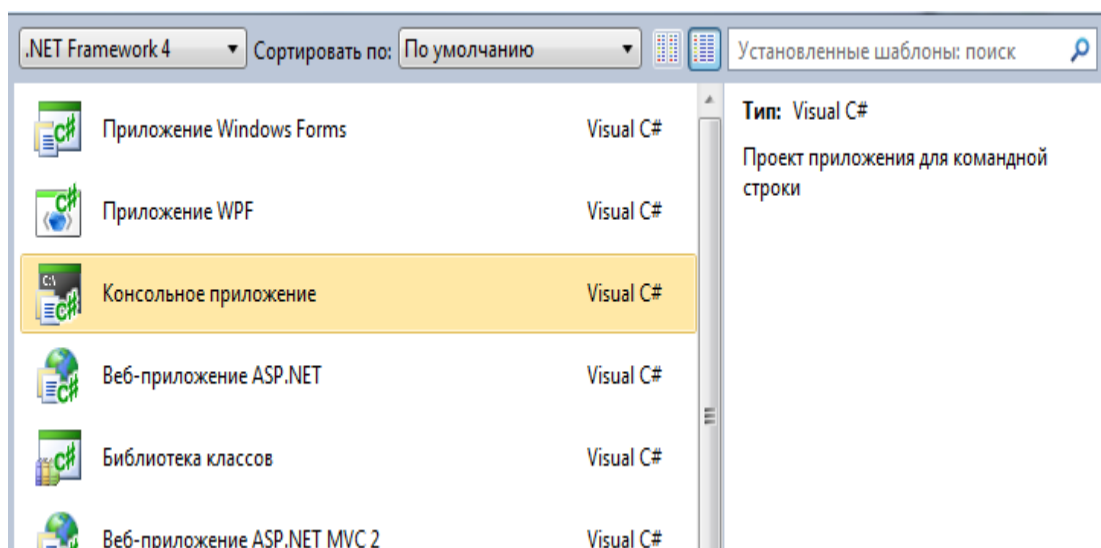 .NET Framework 4 Сортировать по: По умолчанию Установленные шаблоны: поиск
Приложение Windows Forms Visual C#
Приложение WPF Visual C#
Консольное приложение Visual C#
Веб-приложение ASP.NET Visual C#
Библиотека классов Visual C#
Веб-приложение ASP.NET MVC 2 Visual C#
Тип: Visual C#
Проект приложения для командной
строки